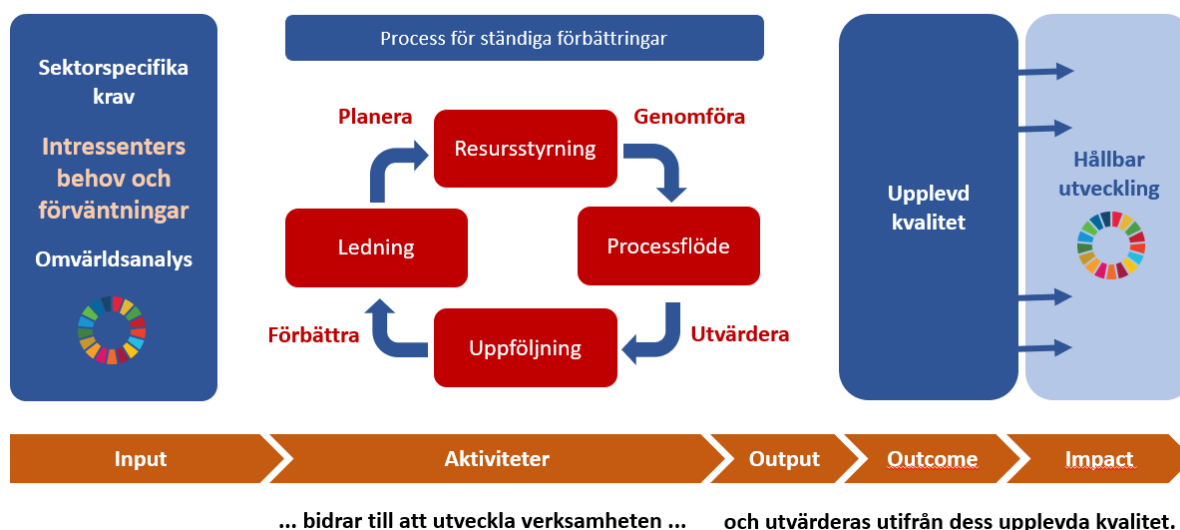 Sektorspecifika
krav
Intressenters
behov och
förväntningar
Omvärldsanalys
Process för ständiga förbättringar
Planera
Genomföra
Resursstyrning
Ledning
Processflöde
Förbättra
Uppföljning
Utvärdera
Upplevd
kvalitet
Hållbar
utveckling
Input
Aktiviteter
Output
Outcome
Impact
... bidrar till att utveckla verksamheten ...
och utvärderas utifrån dess upplevda kvalitet.